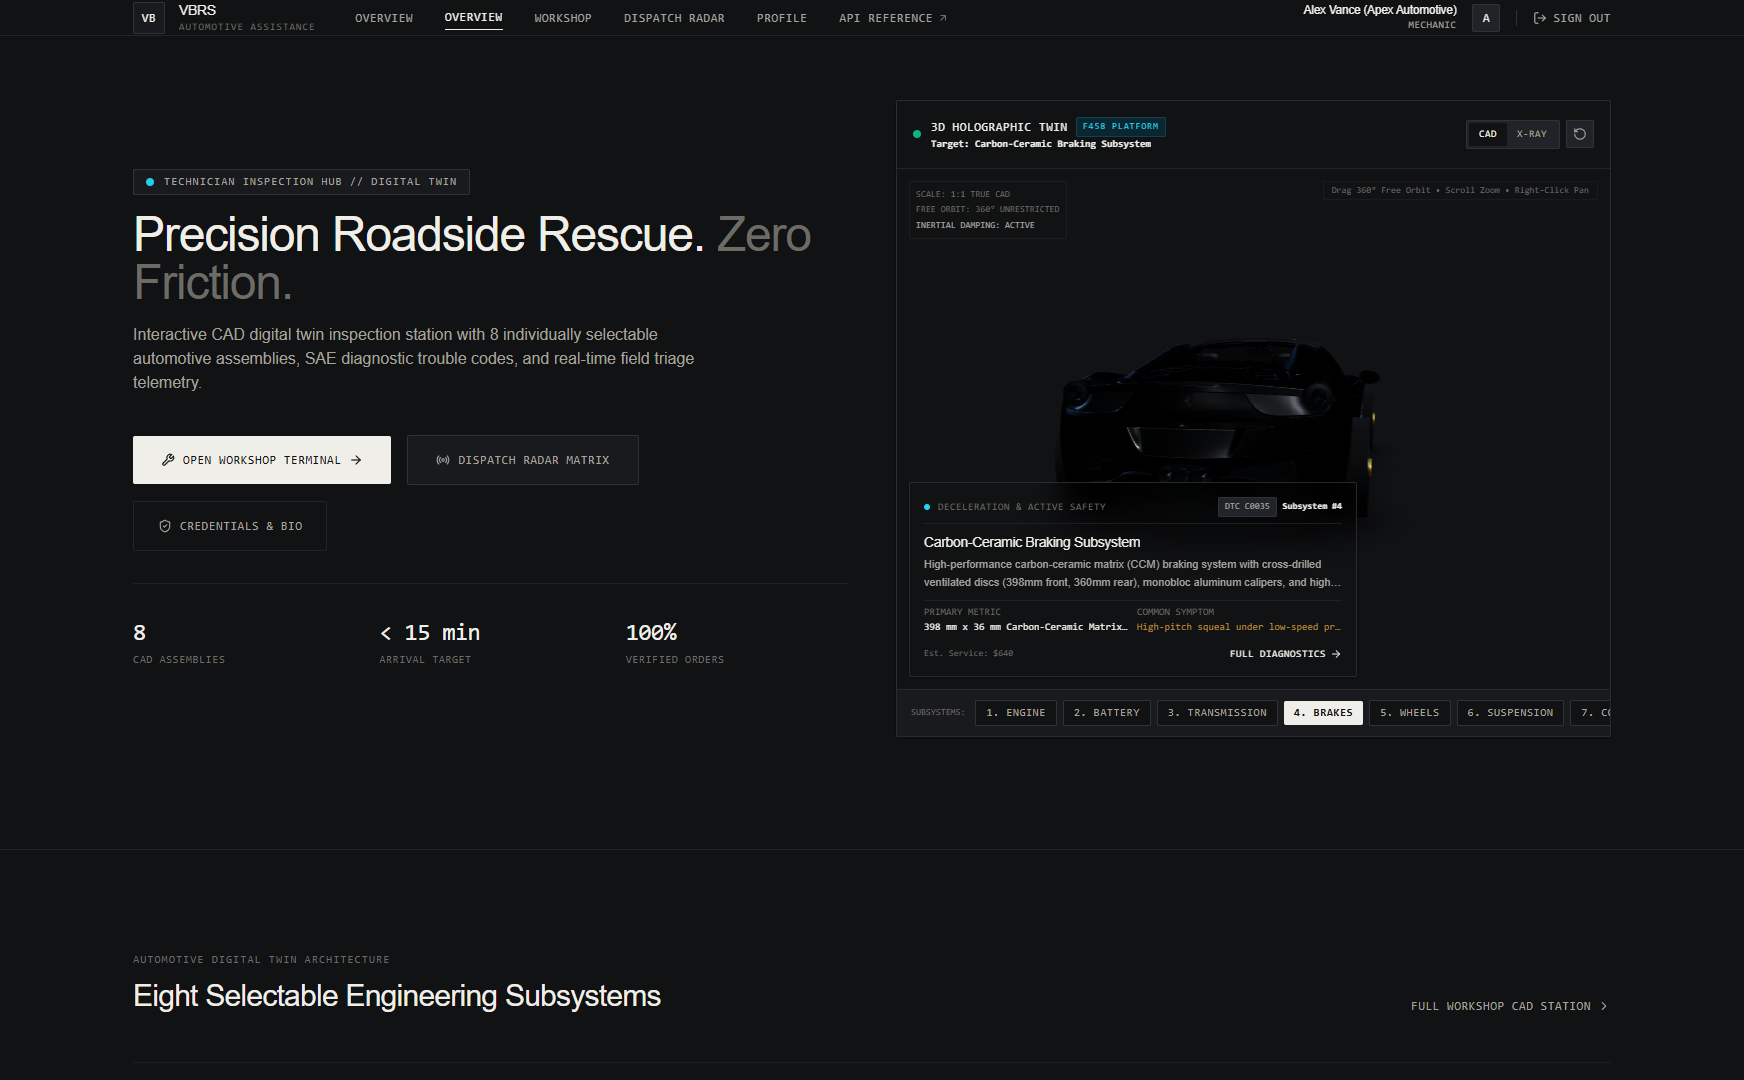 VB
VBRS
AUTOMOTIVE ASSISTANCE
OVERVIEW
OVERVIEW
WORKSHOP
DISPATCH RADAR
PROFILE
API REFERENCE ↗
Alex Vance (Apex Automotive)
MECHANIC
A
SIGN OUT
TECHNICIAN INSPECTION HUB // DIGITAL TWIN
Precision Roadside Rescue. Zero
Friction.
Interactive CAD digital twin inspection station with 8 individually selectable
automotive assemblies, SAE diagnostic trouble codes, and real-time field triage
telemetry.
OPEN WORKSHOP TERMINAL →
DISPATCH RADAR MATRIX
CREDENTIALS & BIO
8
CAD ASSEMBLIES
< 15 min
ARRIVAL TARGET
100%
VERIFIED ORDERS
3D HOLOGRAPHIC TWIN
F458 PLATFORM
Target: Carbon-Ceramic Braking Subsystem
CAD
X-RAY
SCALE: 1:1 TRUE CAD
FREE ORBIT: 360° UNRESTRICTED
INERTIAL DAMPING: ACTIVE
Drag 360° Free Orbit • Scroll Zoom • Right-Click Pan
DECELERATION & ACTIVE SAFETY
DTC C0035
Subsystem #4
Carbon-Ceramic Braking Subsystem
High-performance carbon-ceramic matrix (CCM) braking system with cross-drilled
ventilated discs (398mm front, 360mm rear), monobloc aluminum calipers, and high…
PRIMARY METRIC
398 mm x 36 mm Carbon-Ceramic Matrix…
COMMON SYMPTOM
High-pitch squeal under low-speed pr…
Est. Service: $640
FULL DIAGNOSTICS →
SUBSYSTEMS:
1. ENGINE
2. BATTERY
3. TRANSMISSION
4. BRAKES
5. WHEELS
6. SUSPENSION
7. CO
AUTOMOTIVE DIGITAL TWIN ARCHITECTURE
Eight Selectable Engineering Subsystems
FULL WORKSHOP CAD STATION >